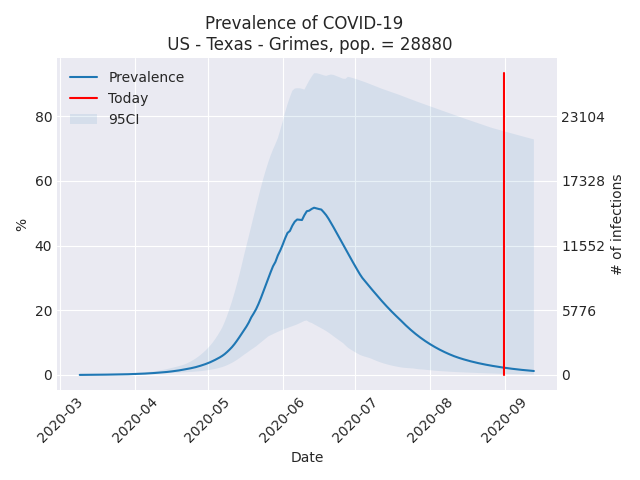 Prevalence of COVID-19
US - Texas - Grimes, pop. = 28880
Prevalence
Today
95CI
80
60
40
20
0
%
23104
17328
11552
5776
0
# of infections
2020-03
2020-04
2020-05
2020-06
2020-07
2020-08
2020-09
Date